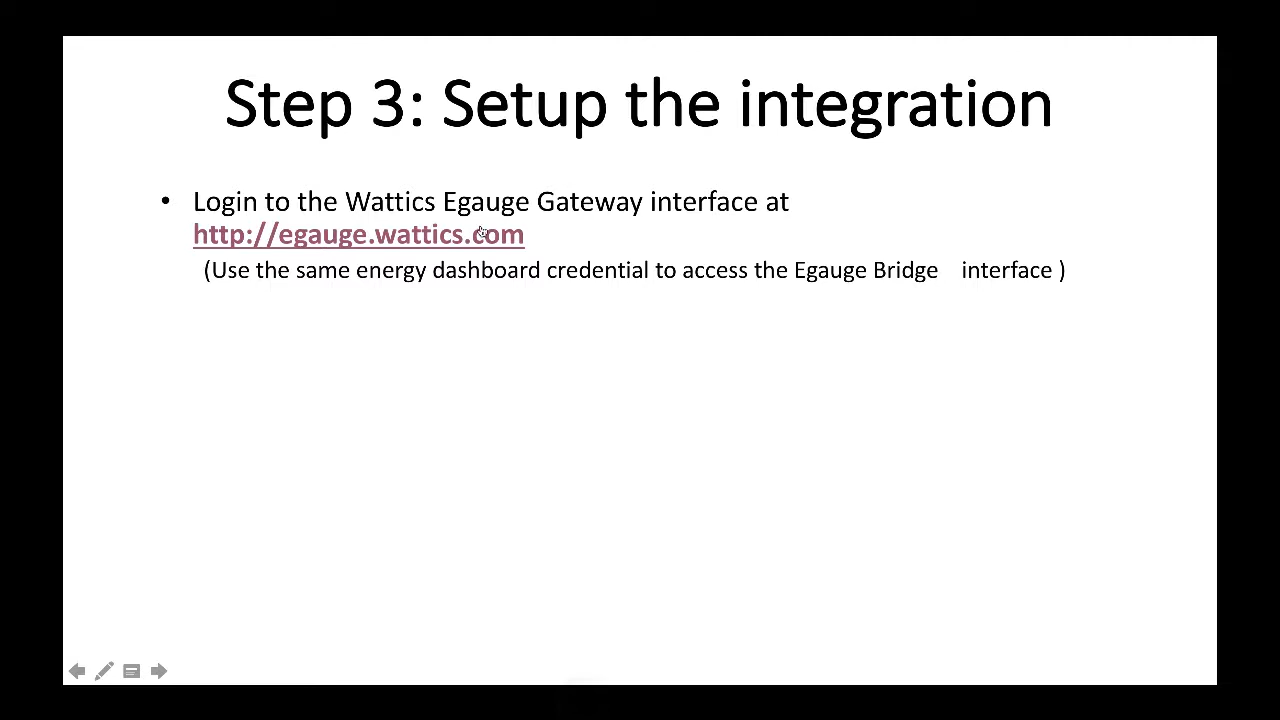 Step 3: Setup the integration
• Login to the Wattics Egauge Gateway interface at
http://egauge.wattics.com
(Use the same energy dashboard credential to access the Egauge Bridge interface )